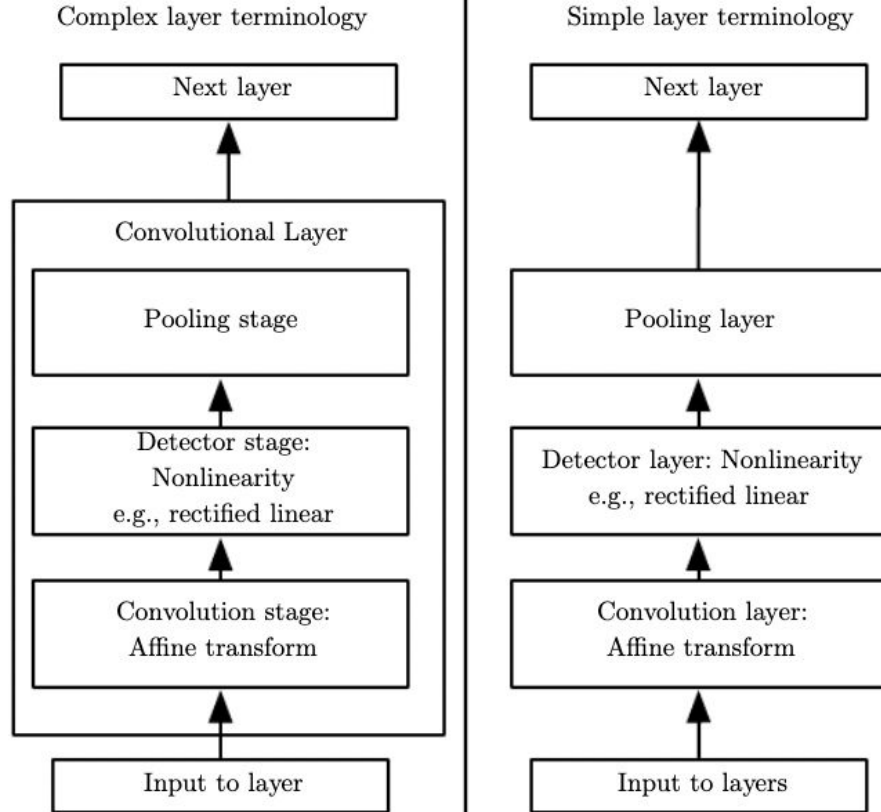 Complex layer terminology
Next layer
Convolutional Layer
Pooling stage
Detector stage:
Nonlinearity
e.g., rectified linear
Convolution stage:
Affine transform
Input to layer
Simple layer terminology
Next layer
Pooling layer
Detector layer: Nonlinearity
e.g., rectified linear
Convolution layer:
Affine transform
Input to layers